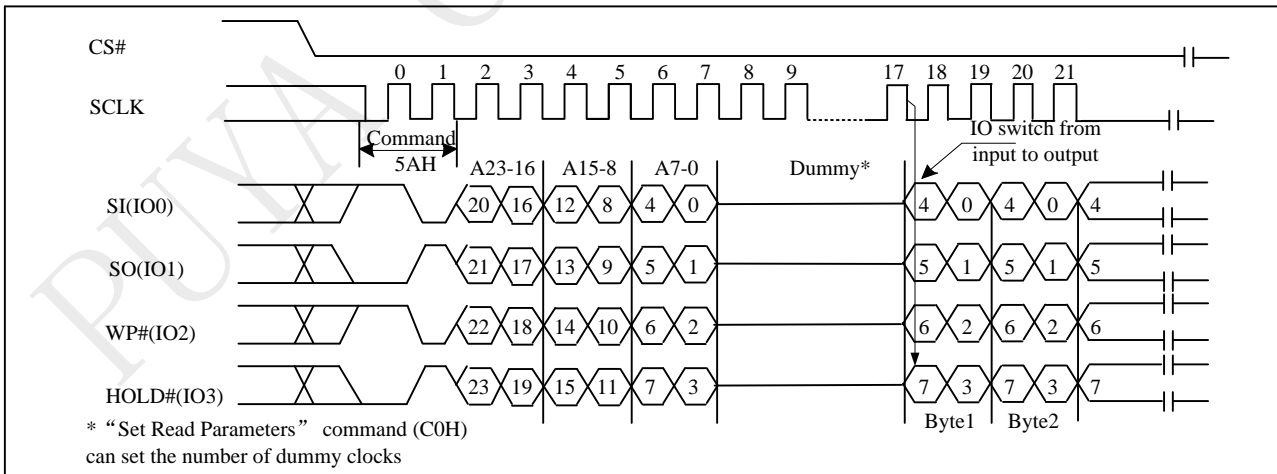 CS#
0 1 2 3 4 5 6 7 8 9 17 18 19 20 21
SCLK
Command
5AH
IO switch from
input to output
A23-16 A15-8 A7-0 Dummy*
SI(IO0) 20 16 12 8 4 0 4 0 4 0 4
SO(IO1) 21 17 13 9 5 1 5 1 5 1 5
WP#(IO2) 22 18 14 10 6 2 6 2 6 2 6
HOLD#(IO3) 23 19 15 11 7 3 7 3 7 3 7
Byte1 Byte2
* “Set Read Parameters” command (C0H)
can set the number of dummy clocks
PUYA